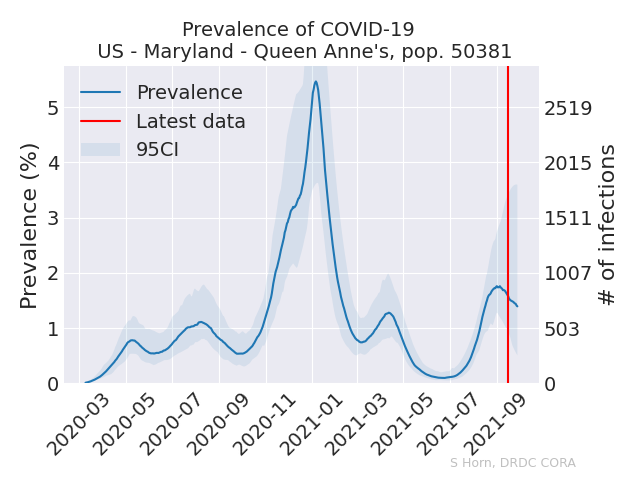 Prevalence of COVID-19
US - Maryland - Queen Anne's, pop. 50381
Prevalence
Latest data
95CI
Prevalence (%)
5
4
3
2
1
0
2519
2015
1511
1007
503
0
# of infections
2020-03
2020-05
2020-07
2020-09
2020-11
2021-01
2021-03
2021-05
2021-07
2021-09
S Horn, DRDC CORA